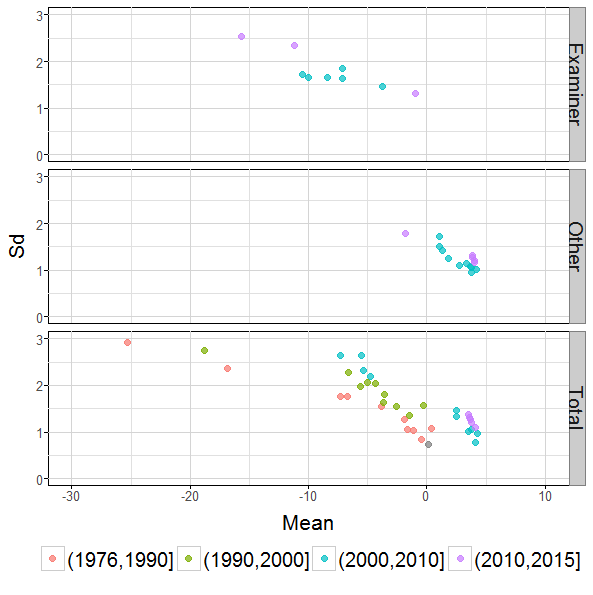 3
2
1
0
Examiner
3
2
1
0
Other
3
2
1
0
Total
Sd
-30 -20 -10 0 10
Mean
(1976,1990] (1990,2000] (2000,2010] (2010,2015]